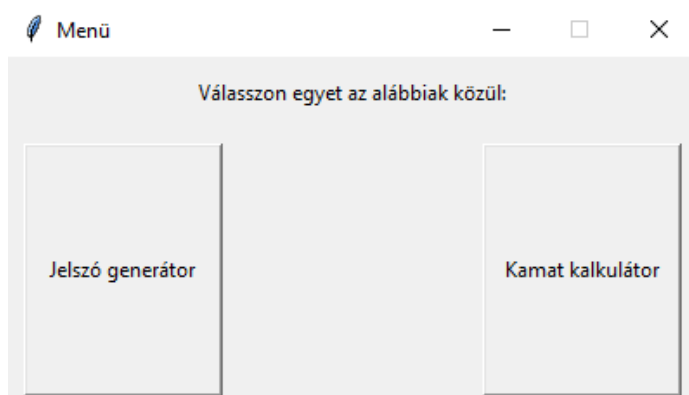 Menü
Válasszon egyet az alábbiak közül:
Jelszó generátor
Kamat kalkulátor